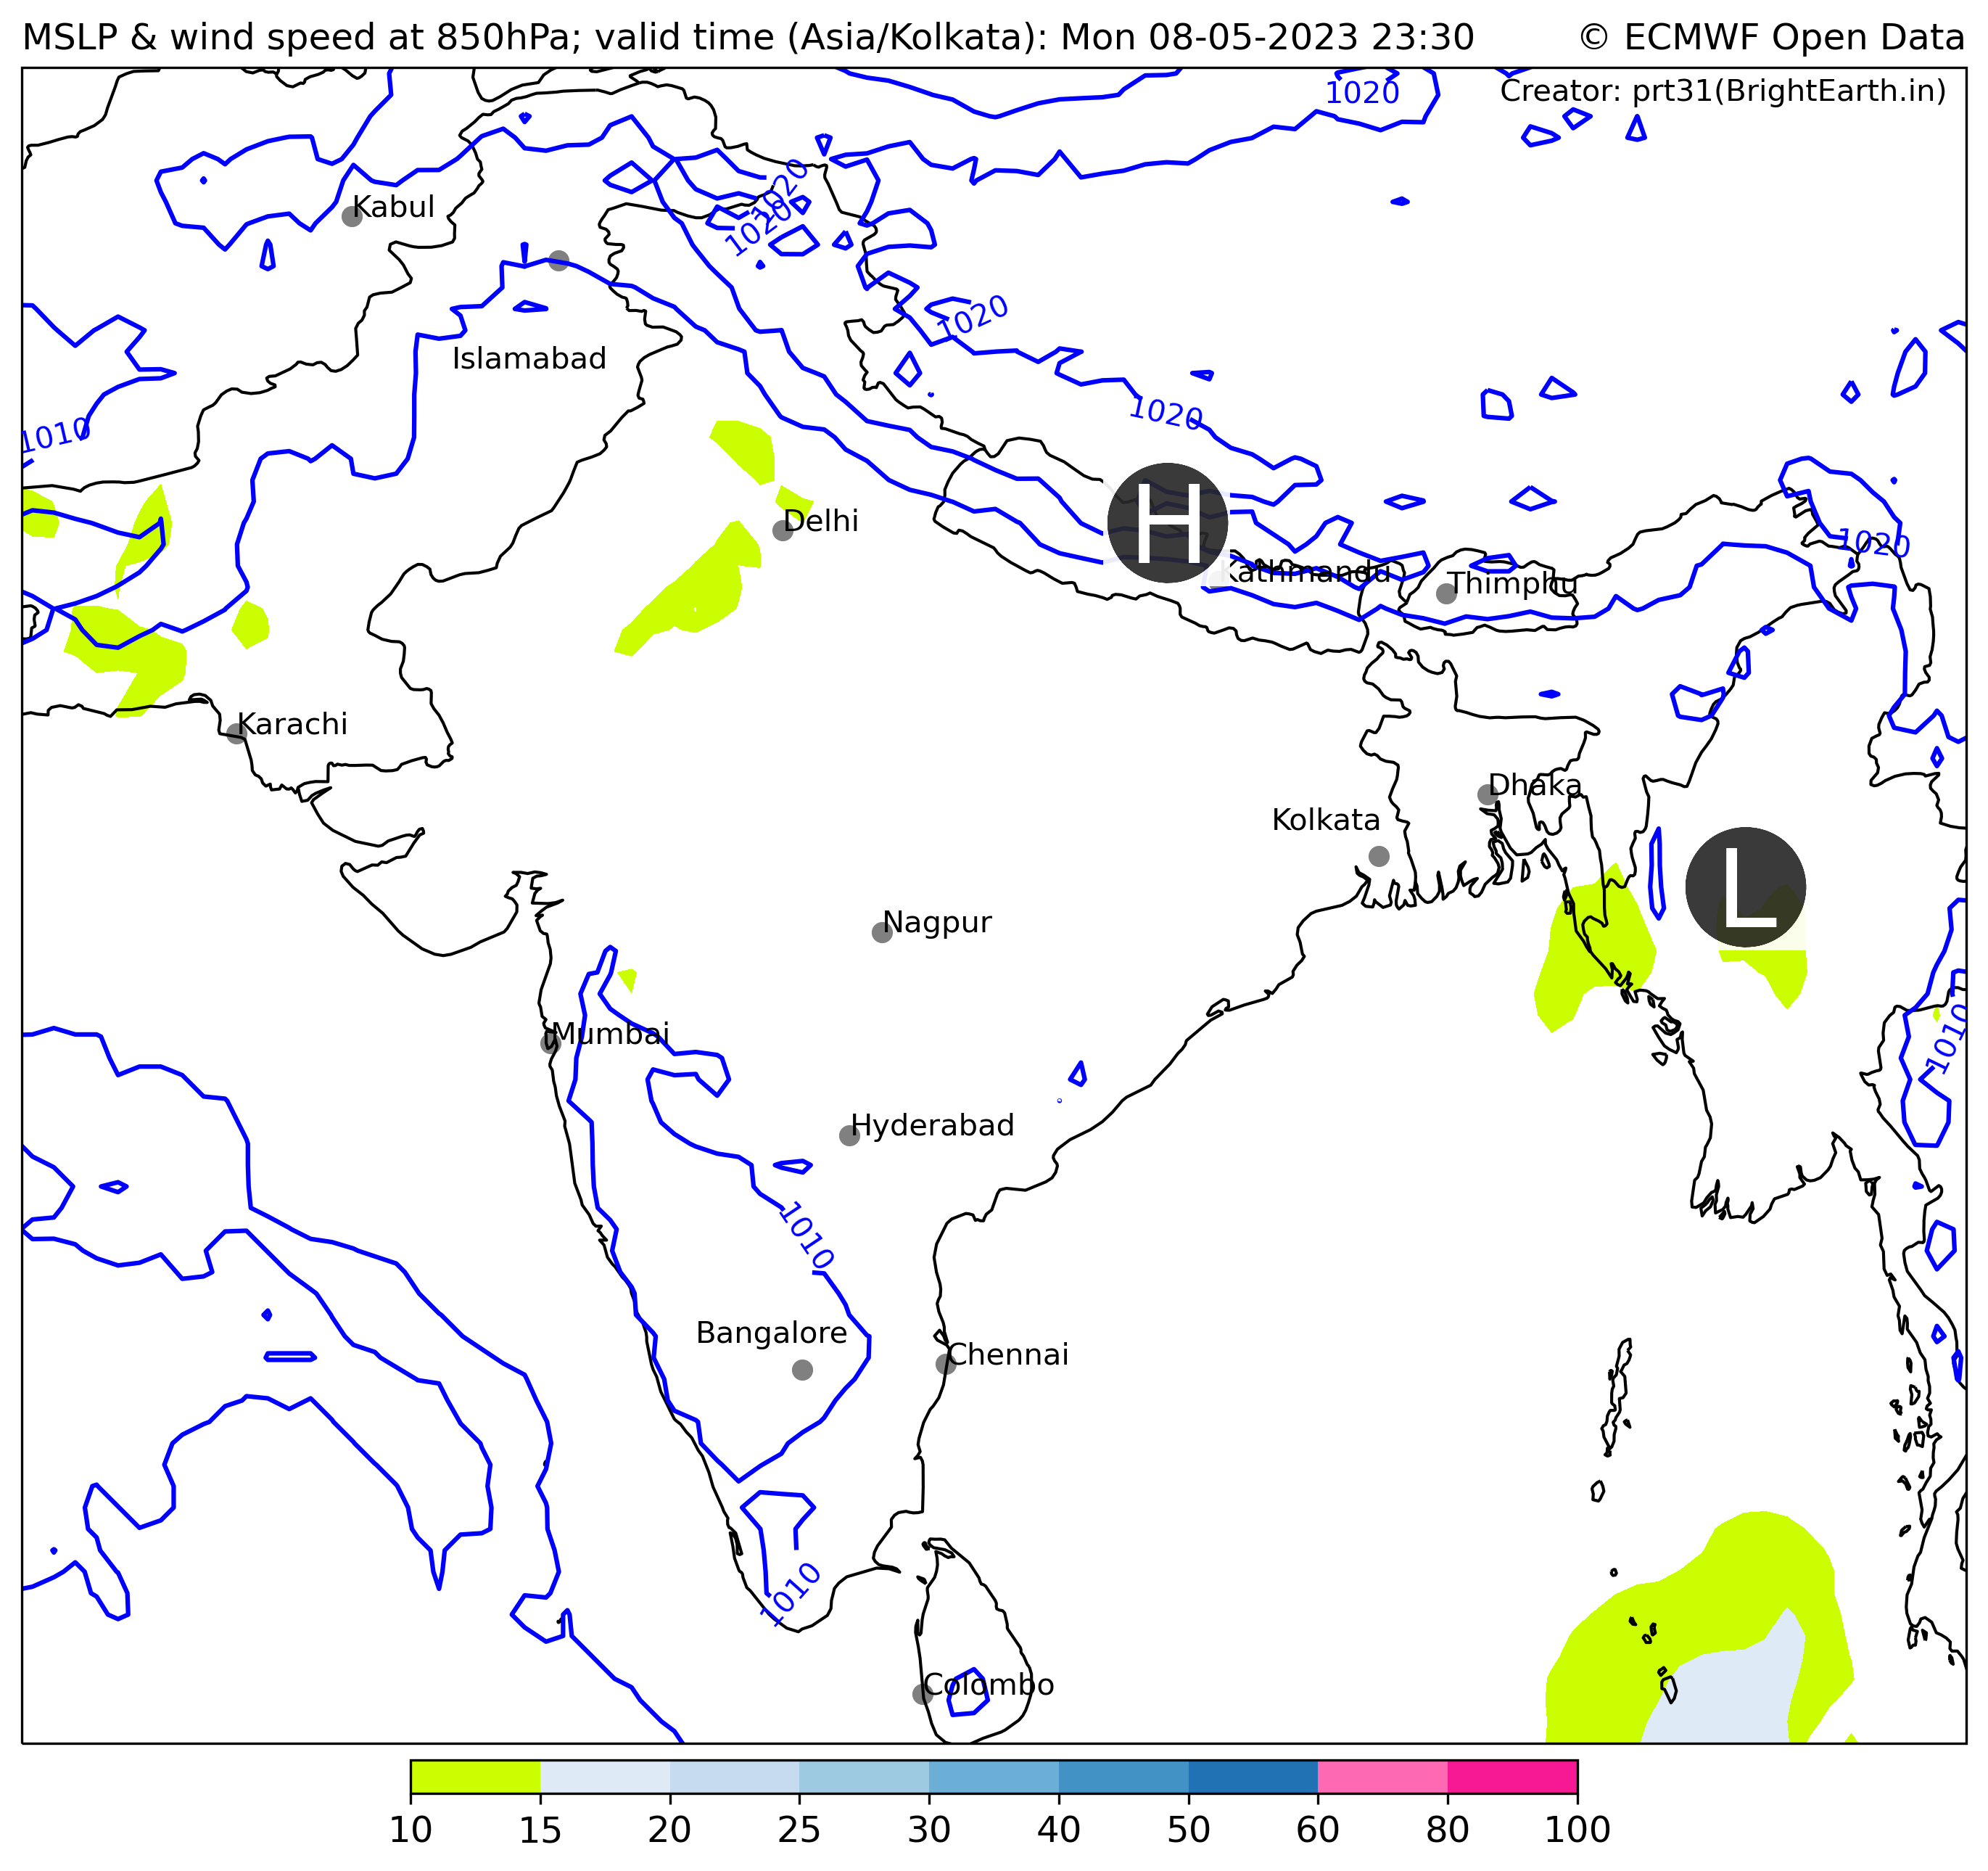 MSLP & wind speed at 850hPa; valid time (Asia/Kolkata): Mon 08-05-2023 23:30
© ECMWF Open Data
1020
Creator: prt31(BrightEarth.in)
1020
Kabul
1020
1020
Islamabad
1020
1010
H
Delhi
1020
Kathmandu
Thimphu
Karachi
Dhaka
Kolkata
L
Nagpur
Mumbai
1010
Hyderabad
1010
Bangalore
Chennai
1010
Colombo
10 15 20 25 30 40 50 60 80 100